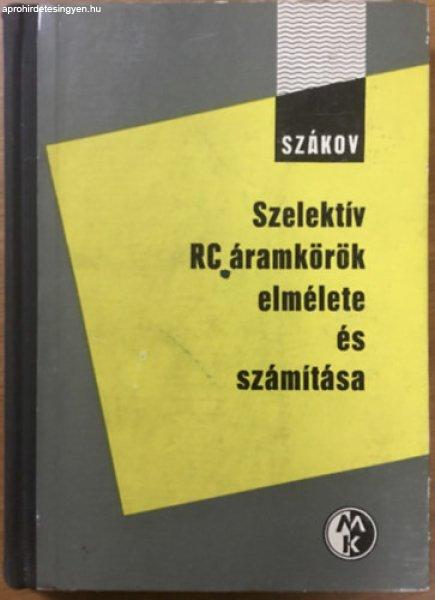 aprohirdetesingyen.hu
SZÁKOV
Szelektív
RC áramkörök
elmélete
és
számítása
MK